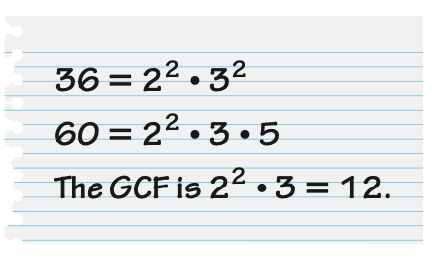 36 = 2² • 3²
60 = 2² • 3 • 5
The GCF is 2² • 3 = 12.